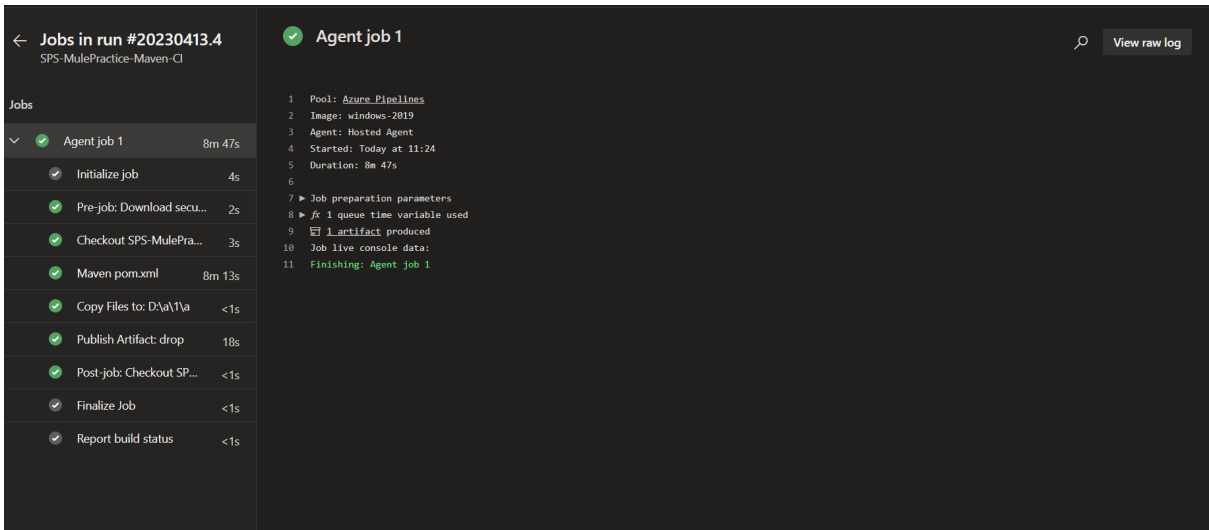 Jobs in run #20230413.4
SPS-MulePractice-Maven-CI
Jobs
Agent job 1 8m 47s
Initialize job 4s
Pre-job: Download secu... 2s
Checkout SPS-MulePra... 3s
Maven pom.xml 8m 13s
Copy Files to: D:\a\1\a <1s
Publish Artifact: drop 18s
Post-job: Checkout SP... <1s
Finalize Job <1s
Report build status <1s
Agent job 1
View raw log
1 Pool: Azure Pipelines
2 Image: windows-2019
3 Agent: Hosted Agent
4 Started: Today at 11:24
5 Duration: 8m 47s
6
7 Job preparation parameters
8 fx 1 queue time variable used
9 1 artifact produced
10 Job live console data:
11 Finishing: Agent job 1